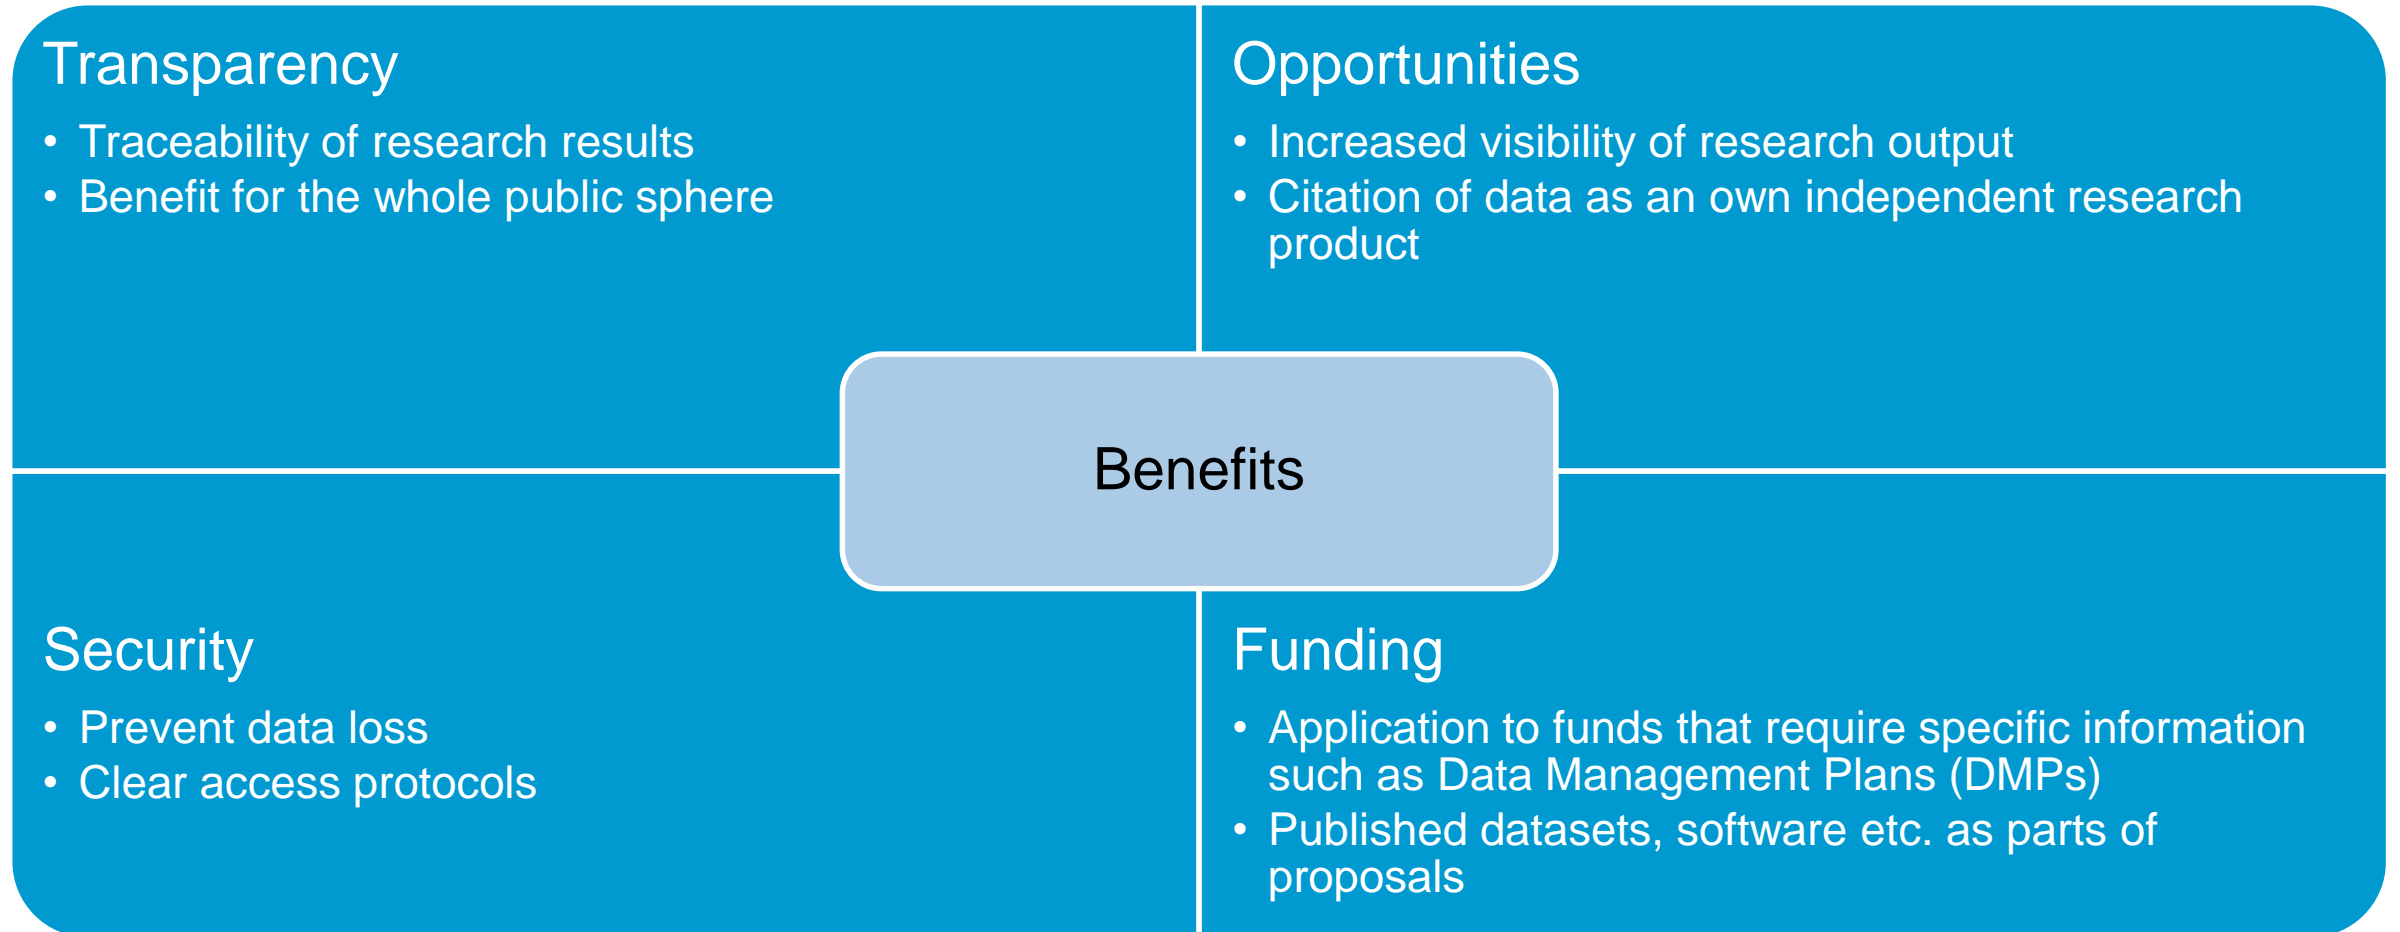 Transparency
• Traceability of research results
• Benefit for the whole public sphere
Opportunities
• Increased visibility of research output
• Citation of data as an own independent research
product
Benefits
Security
• Prevent data loss
• Clear access protocols
Funding
• Application to funds that require specific information
such as Data Management Plans (DMPs)
• Published datasets, software etc. as parts of
proposals